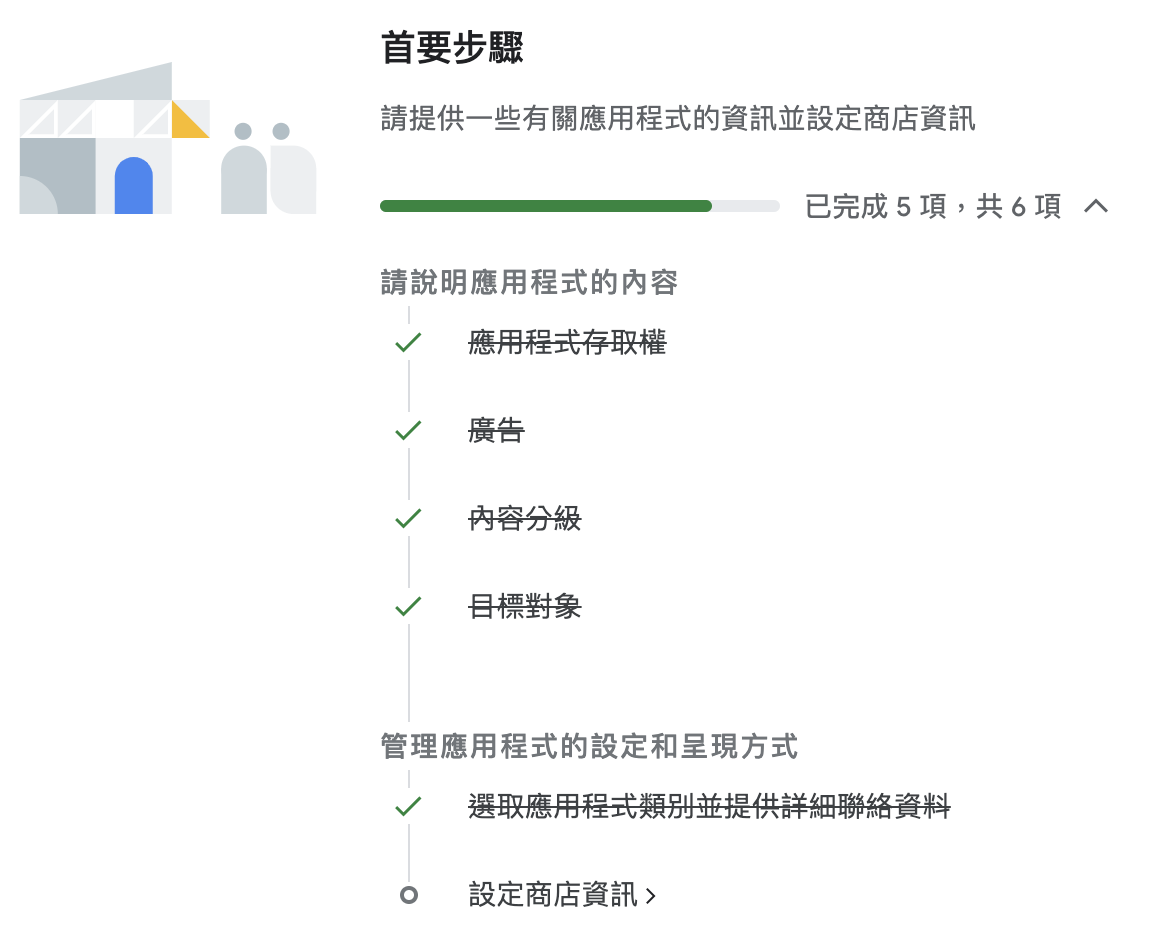 首要步驟
請提供一些有關應用程式的資訊並設定商店資訊
已完成 5 項，共 6 項
請說明應用程式的內容
應用程式存取權
廣告
內容分級
目標對象
管理應用程式的設定和呈現方式
選取應用程式類別並提供詳細聯絡資料
設定商店資訊